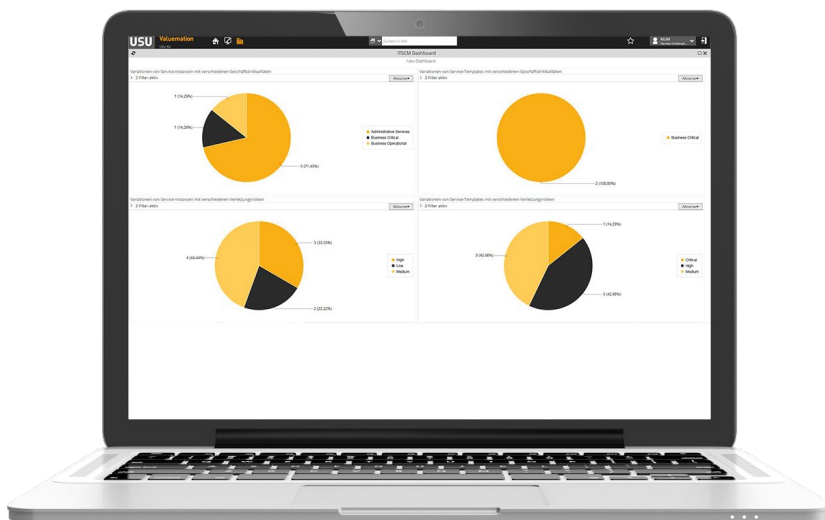 USU Valuemation
ITSCM Dashboard
New Dashboard
Variationen von Service-Instanzen mit verschiedenen Geschäftskritikalitäten
3 Filter aktiv
Aktionen
1 (14,29%)
1 (14,29%)
5 (71,43%)
Administrative Services
Business Critical
Business Operational
Variationen von Service-Templates mit verschiedenen Geschäftskritikalitäten
3 Filter aktiv
Aktionen
Business Critical
Variationen von Service-Instanzen mit verschiedenen Verletzungsrisiken
3 Filter aktiv
Aktionen
4 (44,44%)
3 (33,33%)
2 (22,22%)
High
Low
Medium
Variationen von Service-Templates mit verschiedenen Verletzungsrisiken
3 Filter aktiv
Aktionen
1 (14,29%)
3 (42,86%)
3 (42,86%)
Critical
High
Medium